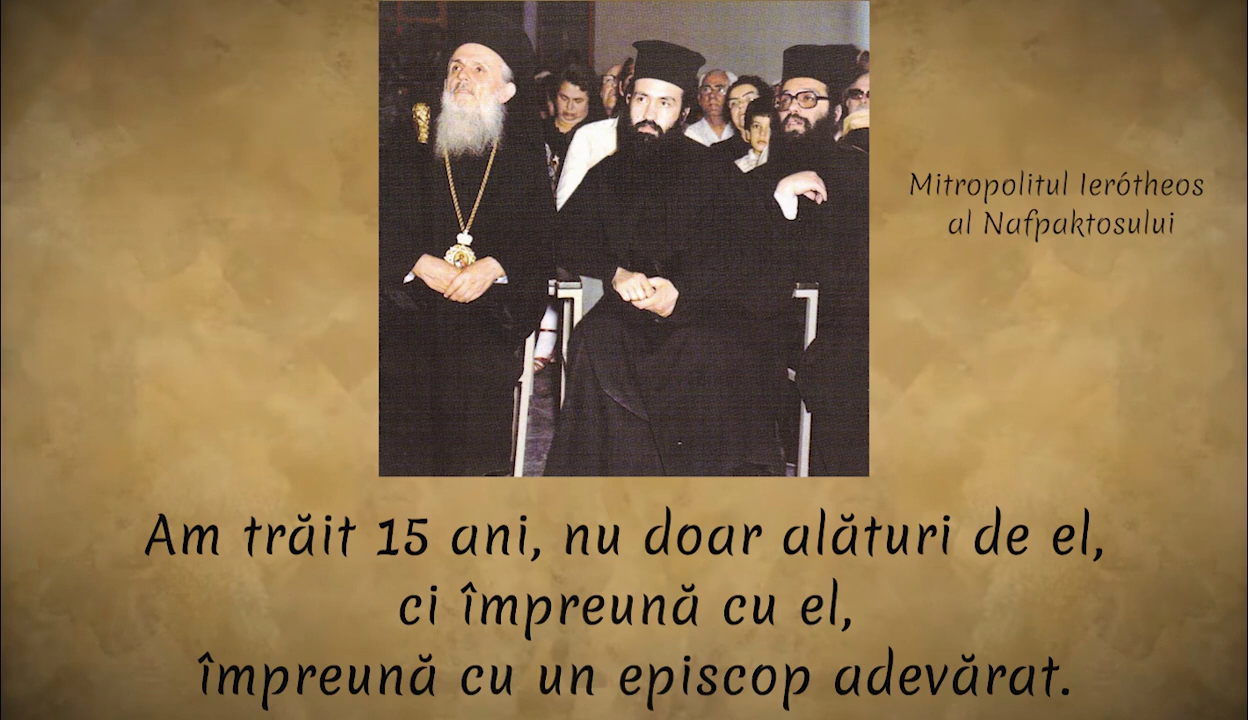 Mitropolitul Ierótheos
al Nafpaktosului
Am trăit 15 ani, nu doar alături de el,
ci împreună cu el,
împreună cu un episcop adevărat.